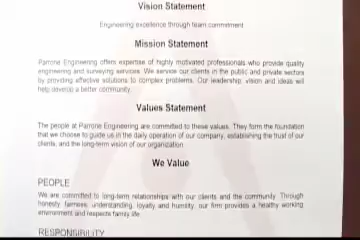 Vision Statement
Engineering excellence through team commitment
Mission Statement
Parrone Engineering offers expertise of highly motivated professionals who provide quality
engineering and surveying services. We service our clients in the public and private sectors
by providing effective solutions to complex problems. Our leadership, vision and ideas will
help develop a better community.
Values Statement
The people at Parrone Engineering are committed to these values. They form the foundation
that we choose to guide us in the daily operation of our company, establishing the trust of our
clients, and the long-term vision of our organization.
We Value
PEOPLE
We are committed to long-term relationships with our clients and the community. Through
honesty, fairness, understanding, loyalty and humility, our firm provides a healthy working
environment and respects family life.
RESPONSIBILITY